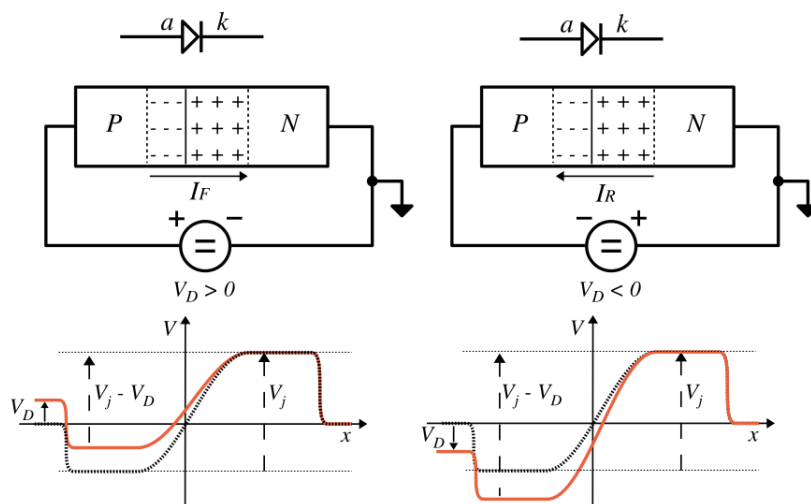 a k
P - - - + + + N
- - - + + +
- - - + + +
I_F
+ = −
V_D > 0
V
V_D V_j - V_D V_j
x
a k
P - - - + + + N
- - - + + +
- - - + + +
I_R
− = +
V_D < 0
V
V_D V_j - V_D V_j
x